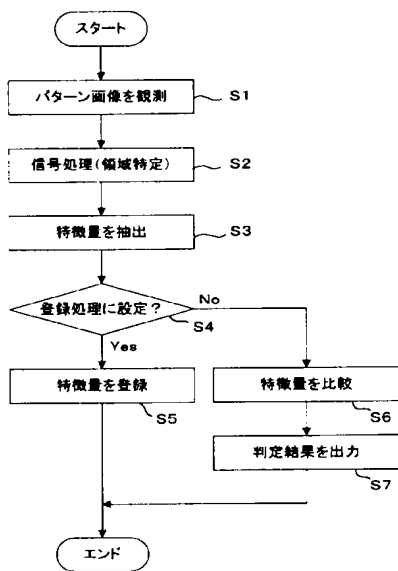 スタート
パターン画像を観測
S1
信号処理(領域特定)
S2
特徴量を抽出
S3
登録処理に設定?
S4
No
Yes
特徴量を登録
S5
特徴量を比較
S6
判定結果を出力
S7
エンド